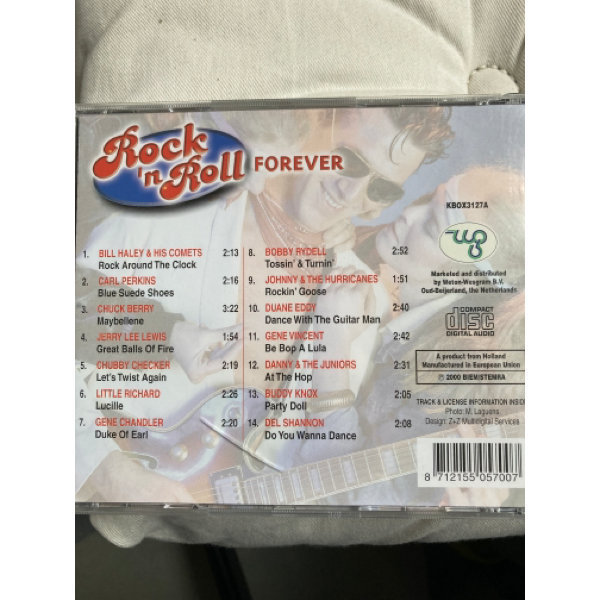 Rock 'n Roll FOREVER
KBOX3127A
1. BILL HALEY & HIS COMETS 2:13
Rock Around The Clock
2. CARL PERKINS 2:16
Blue Suede Shoes
3. CHUCK BERRY 3:22
Maybellene
4. JERRY LEE LEWIS 1:54
Great Balls Of Fire
5. CHUBBY CHECKER 2:19
Let's Twist Again
6. LITTLE RICHARD 2:26
Lucille
7. GENE CHANDLER 2:20
Duke Of Earl
8. BOBBY RYDELL 2:52
Tossin' & Turnin'
9. JOHNNY & THE HURRICANES 1:51
Rockin' Goose
10. DUANE EDDY 2:40
Dance With The Guitar Man
11. GENE VINCENT 2:42
Be Bop A Lula
12. DANNY & THE JUNIORS 2:31
At The Hop
13. BUDDY KNOX 2:05
Party Doll
14. DEL SHANNON 2:08
Do You Wanna Dance
wg
Marketed and distributed
by Weton-Wesgram B.V.
Oud-Beijerland, the Netherlands
COMPACT
disc
DIGITAL AUDIO
A product from Holland
Manufactured in European Union
© 2000 BIEM/STEMRA
TRACK & LICENSE INFORMATION INSIDE
Photo: M. Laguens
Design: Z+Z Multidigital Services
8 712155 057007